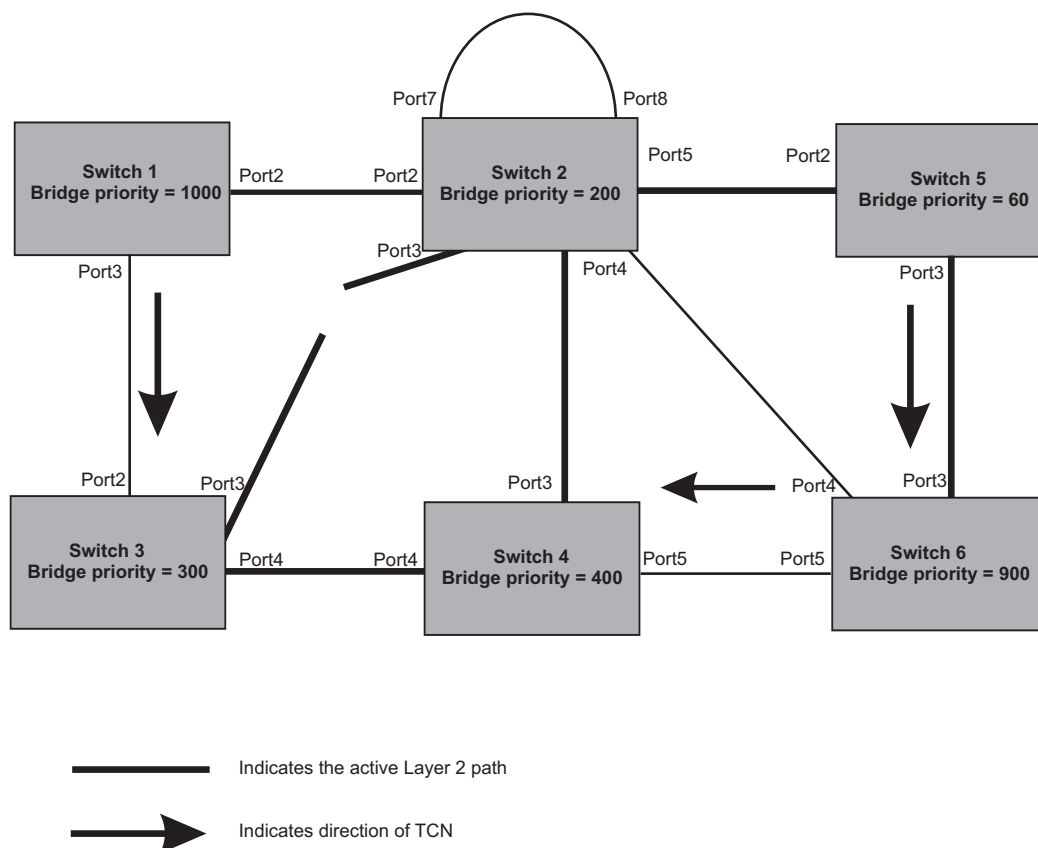 Port7
Port8
Switch 1
Bridge priority = 1000
Port2
Port2
Switch 2
Bridge priority = 200
Port5
Port2
Switch 5
Bridge priority = 60
Port3
Port3
Port4
Port3
Port2
Port3
Port3
Port4
Port3
Switch 3
Bridge priority = 300
Port4
Port4
Switch 4
Bridge priority = 400
Port5
Port5
Switch 6
Bridge priority = 900
Indicates the active Layer 2 path
Indicates direction of TCN